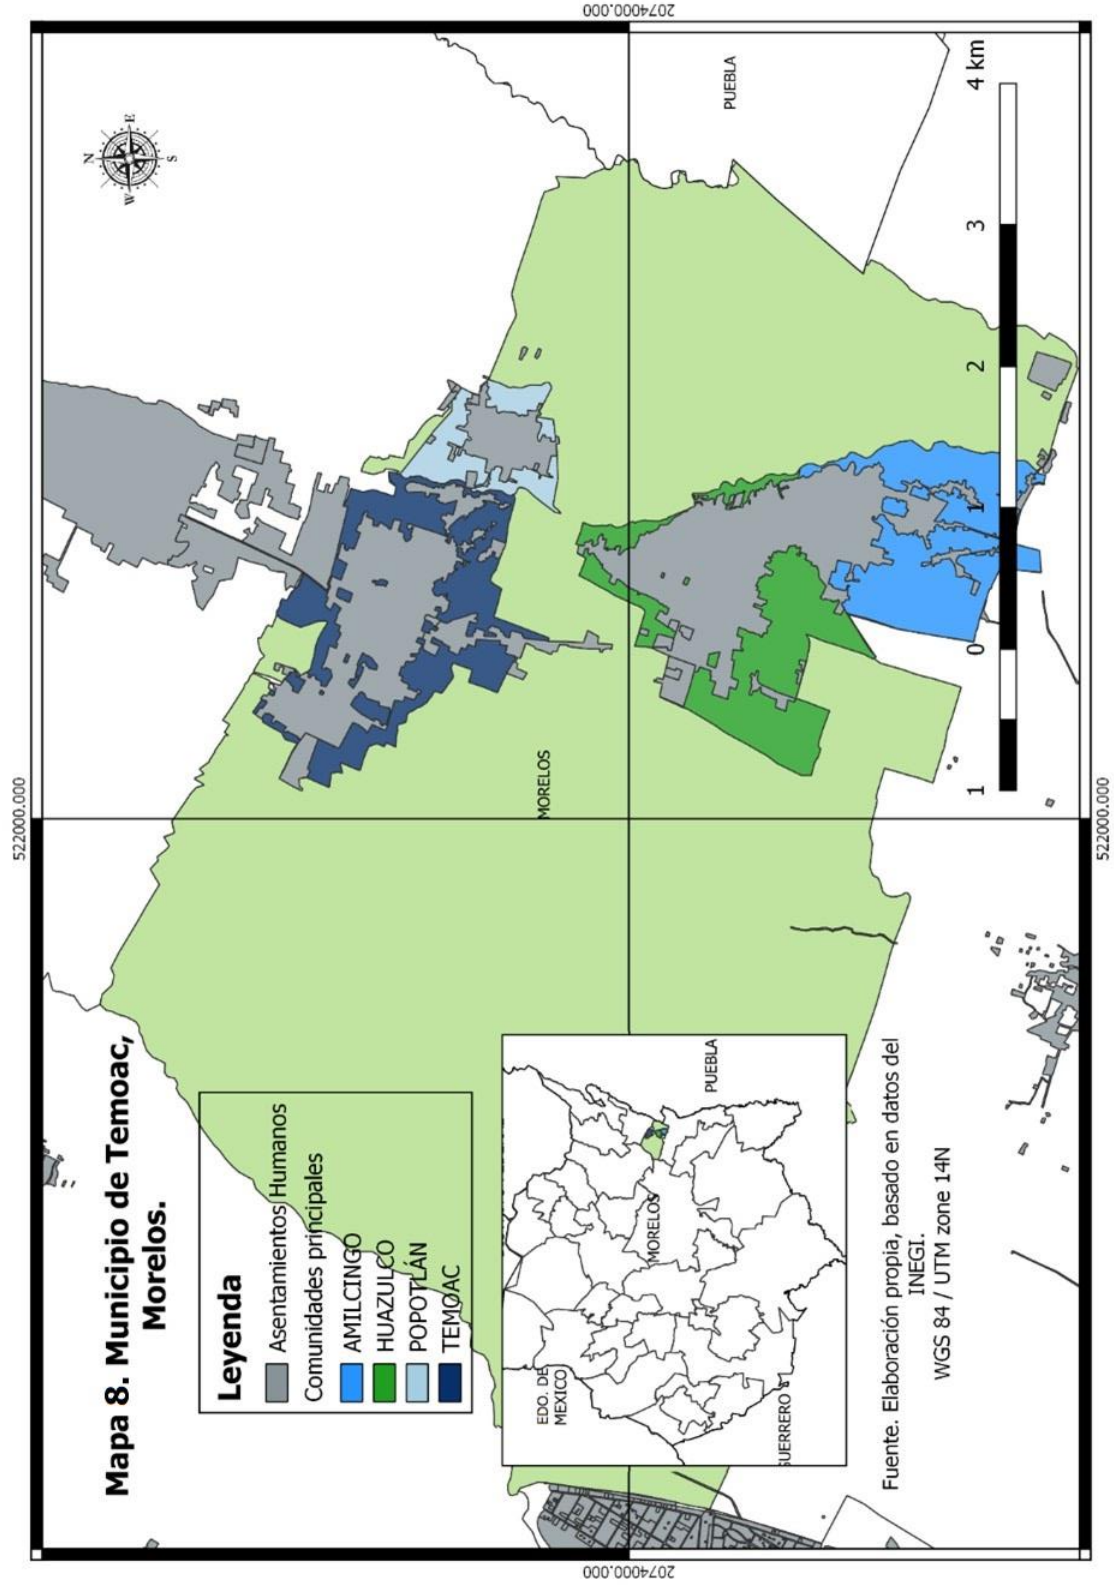 Mapa 8. Municipio de Temoac,
Morelos.
522000.000
2074000.000
N
W
E
S
Leyenda
Asentamientos Humanos
Comunidades principales
AMILCINGO
HUAZULCO
POPOTLÁN
TEMOAC
MORELOS
PUEBLA
EDO. DE
MEXICO
MORELOS
PUEBLA
GUERRERO
Fuente. Elaboración propia, basado en datos del
INEGI.
WGS 84 / UTM zone 14N
1 0 1 2 3 4 km
522000.000
2074000.000